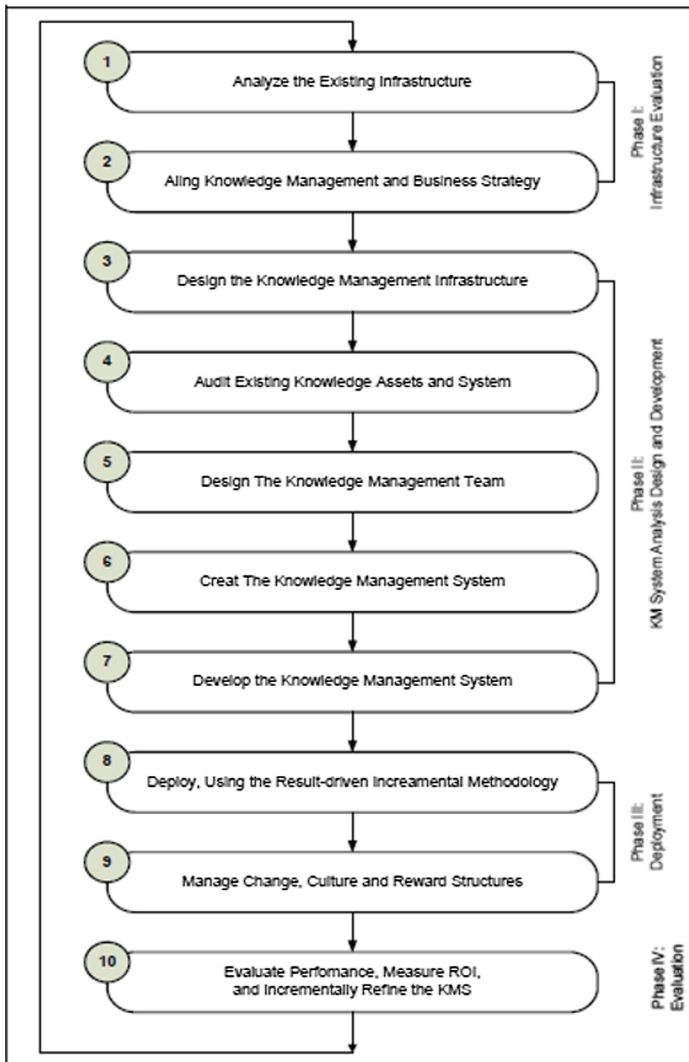 1
Analyze the Existing Infrastructure
2
Aling Knowledge Management and Business Strategy
Phase I:
Infrastructure Evaluation
3
Design the Knowledge Management Infrastructure
4
Audit Existing Knowledge Assets and System
5
Design The Knowledge Management Team
6
Creat The Knowledge Management System
7
Develop the Knowledge Management System
Phase II:
KM System Analysis Design and Development
8
Deploy, Using the Result-driven Increamental Methodology
9
Manage Change, Culture and Reward Structures
Phase III:
Deployment
10
Evaluate Perfomance, Measure ROI,
and Incrementally Refine the KMS
Phase IV:
Evaluation